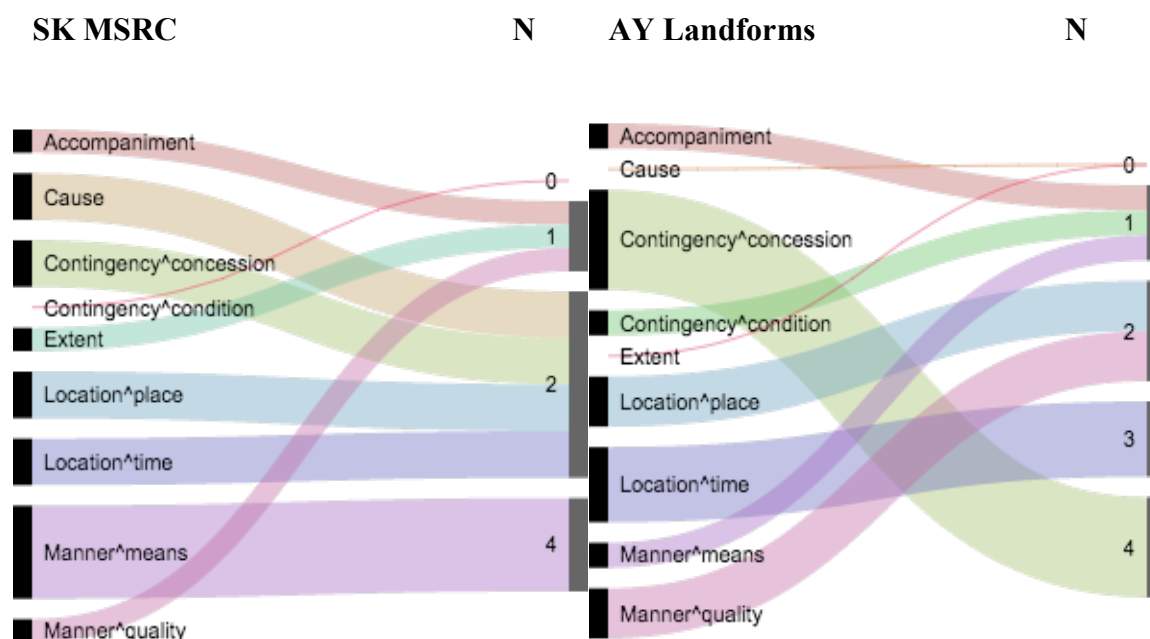 SK MSRC N
Accompaniment
0
Cause
1
Contingency^concession
Contingency^condition
Extent
2
Location^place
Location^time
4
Manner^means
Manner^quality
AY Landforms N
Accompaniment
0
Cause
1
Contingency^concession
Contingency^condition
2
Extent
Location^place
3
Location^time
4
Manner^means
Manner^quality